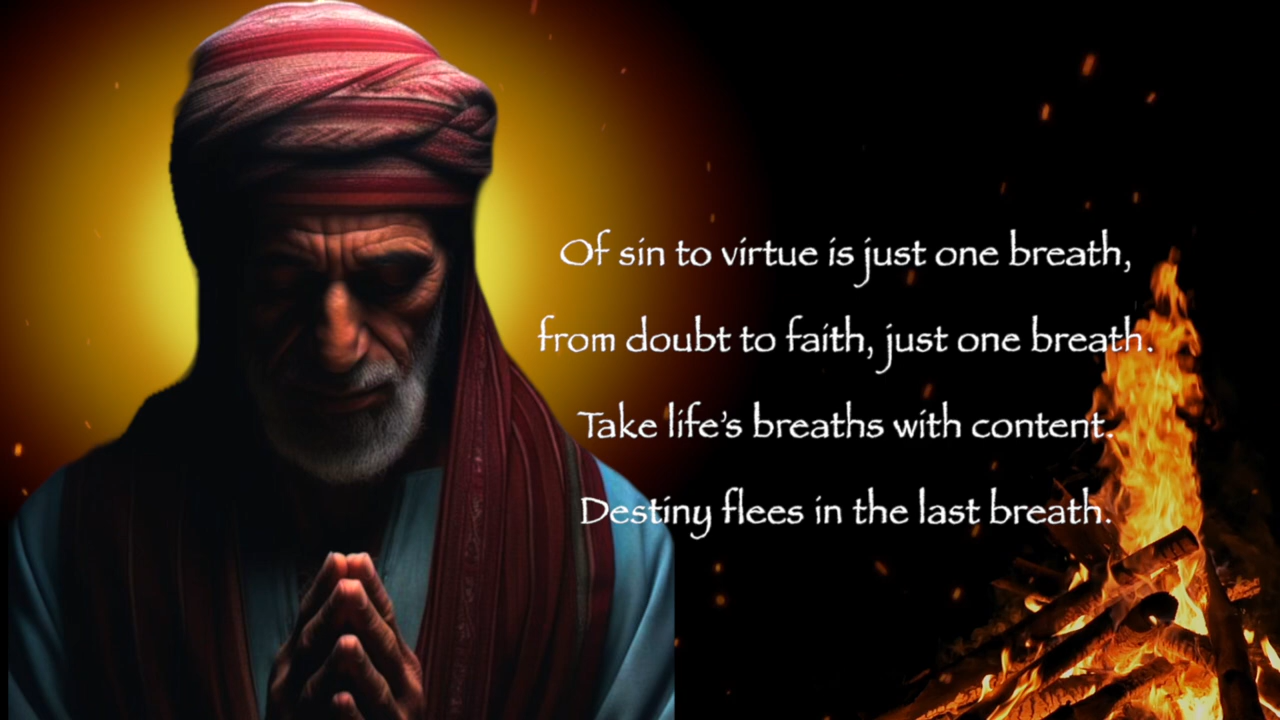 Of sin to virtue is just one breath,
from doubt to faith, just one breath.
Take life's breaths with content.
Destiny flees in the last breath.